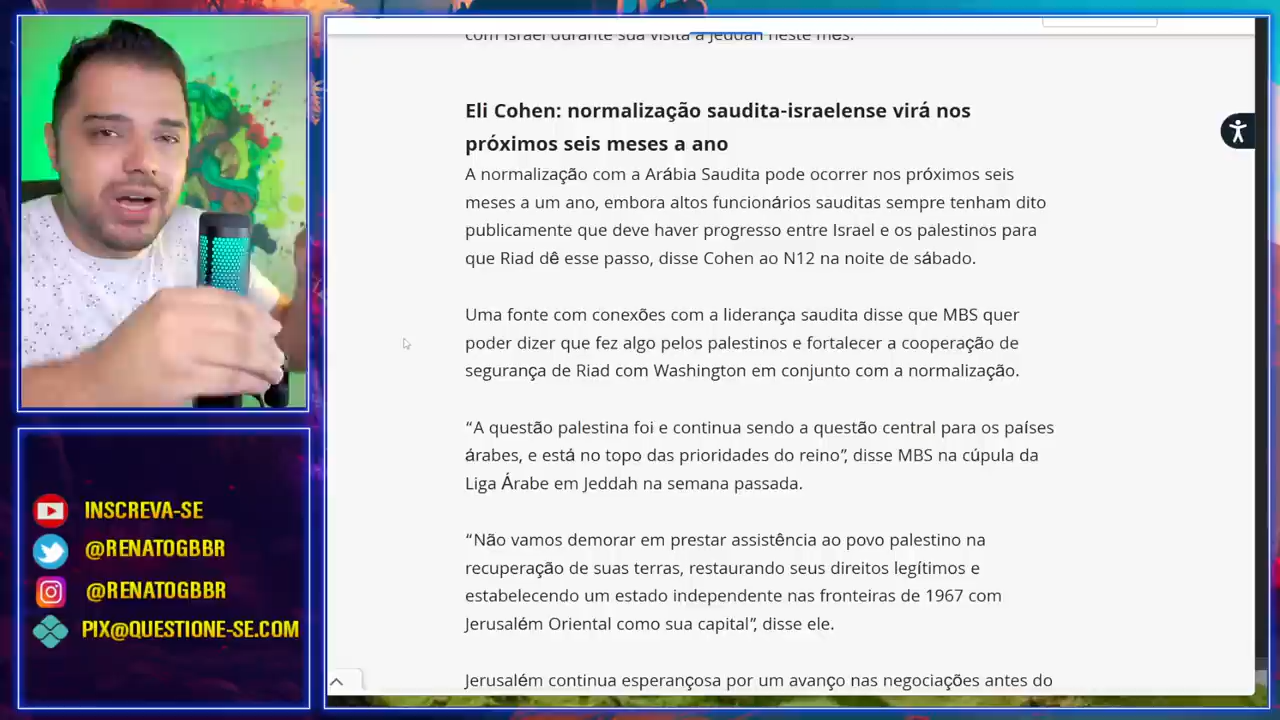 com Israel durante sua visita a Jeddah neste mês.
Eli Cohen: normalização saudita-israelense virá nos
próximos seis meses a ano
A normalização com a Arábia Saudita pode ocorrer nos próximos seis
meses a um ano, embora altos funcionários sauditas sempre tenham dito
publicamente que deve haver progresso entre Israel e os palestinos para
que Riad dê esse passo, disse Cohen ao N12 na noite de sábado.
Uma fonte com conexões com a liderança saudita disse que MBS quer
poder dizer que fez algo pelos palestinos e fortalecer a cooperação de
segurança de Riad com Washington em conjunto com a normalização.
“A questão palestina foi e continua sendo a questão central para os países
árabes, e está no topo das prioridades do reino”, disse MBS na cúpula da
Liga Árabe em Jeddah na semana passada.
“Não vamos demorar em prestar assistência ao povo palestino na
recuperação de suas terras, restaurando seus direitos legítimos e
estabelecendo um estado independente nas fronteiras de 1967 com
Jerusalém Oriental como sua capital”, disse ele.
Jerusalém continua esperançosa por um avanço nas negociações antes do
INSCREVA-SE
@RENATOGBBR
@RENATOGBBR
PIX@QUESTIONE-SE.COM